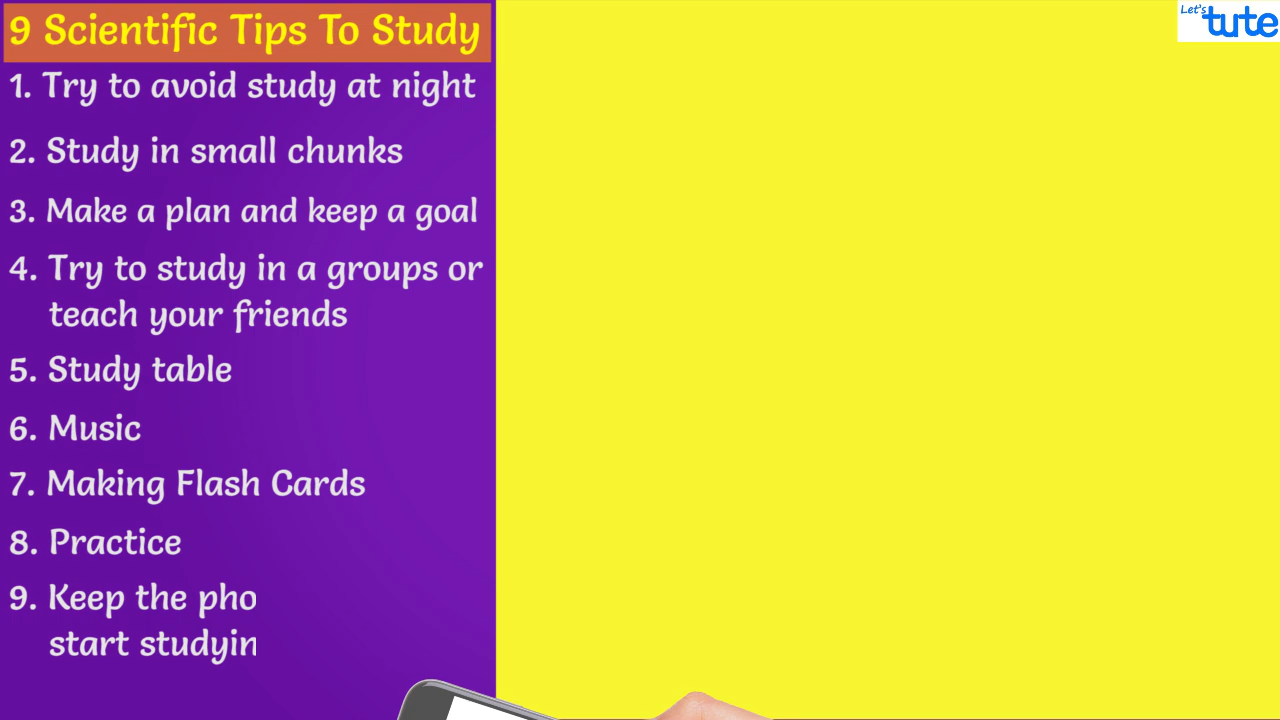 9 Scientific Tips To Study
1. Try to avoid study at night
2. Study in small chunks
3. Make a plan and keep a goal
4. Try to study in a groups or
teach your friends
5. Study table
6. Music
7. Making Flash Cards
8. Practice
9. Keep the pho
start studyin
Let's
tute